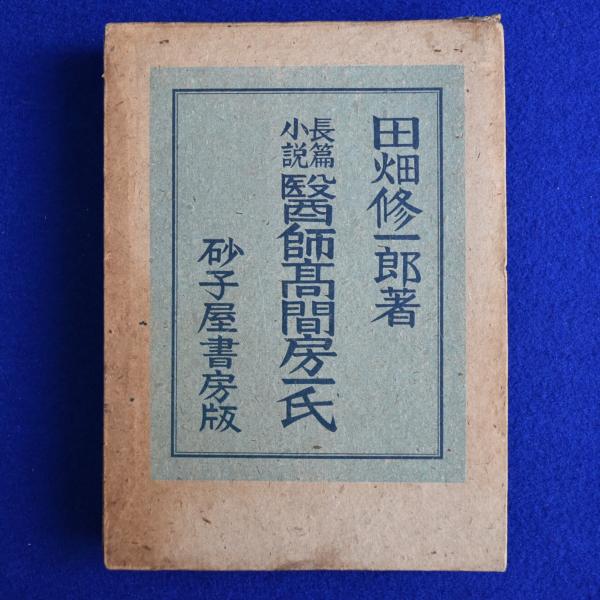 田畑修一郎著
長篇小説 醫師高間房一氏
砂子屋書房版